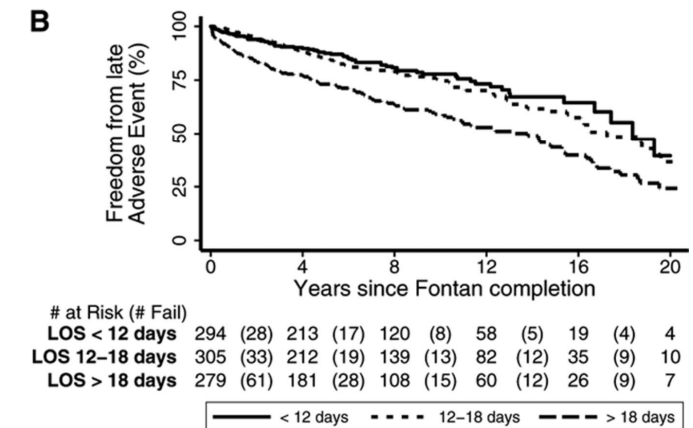 B
Freedom from late
Adverse Event (%)
100
75
50
25
0
0 4 8 12 16 20
Years since Fontan completion
# at Risk (# Fail)
LOS < 12 days 294 (28) 213 (17) 120 (8) 58 (5) 19 (4) 4
LOS 12–18 days 305 (33) 212 (19) 139 (13) 82 (12) 35 (9) 10
LOS > 18 days 279 (61) 181 (28) 108 (15) 60 (12) 26 (9) 7
< 12 days 12–18 days > 18 days